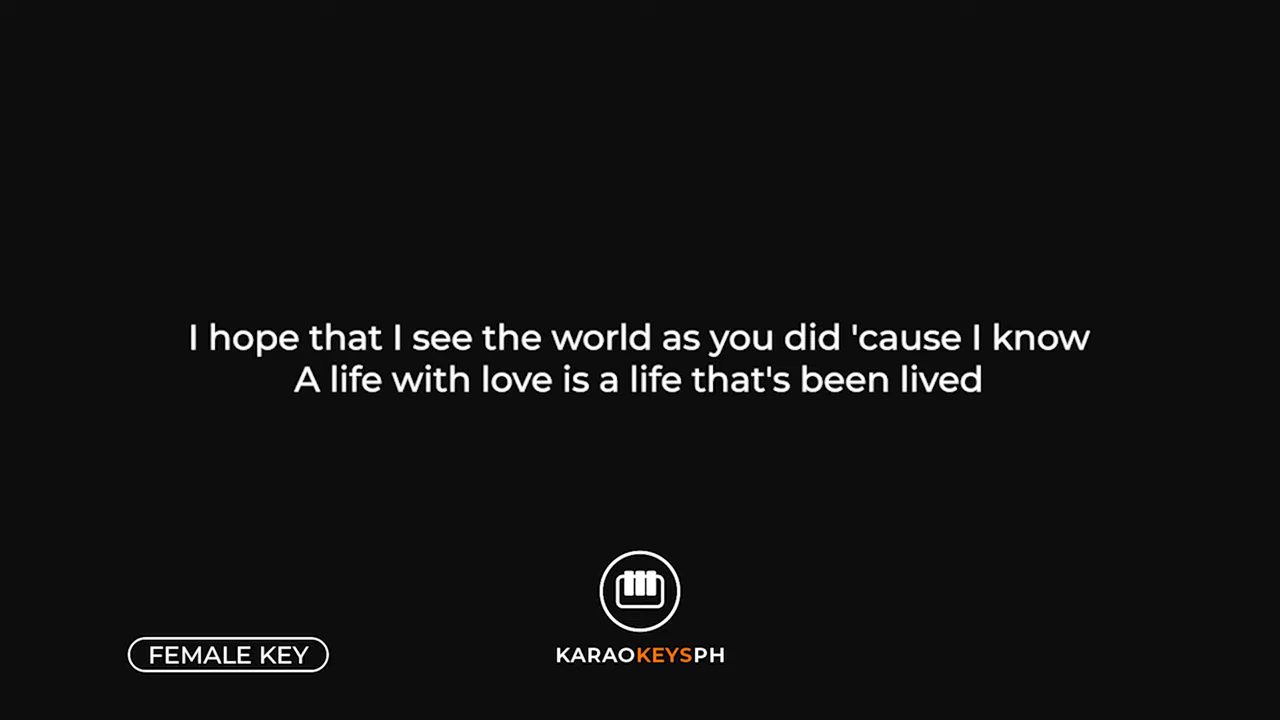 I hope that I see the world as you did 'cause I know
A life with love is a life that's been lived
FEMALE KEY
KARAOKEYSPH